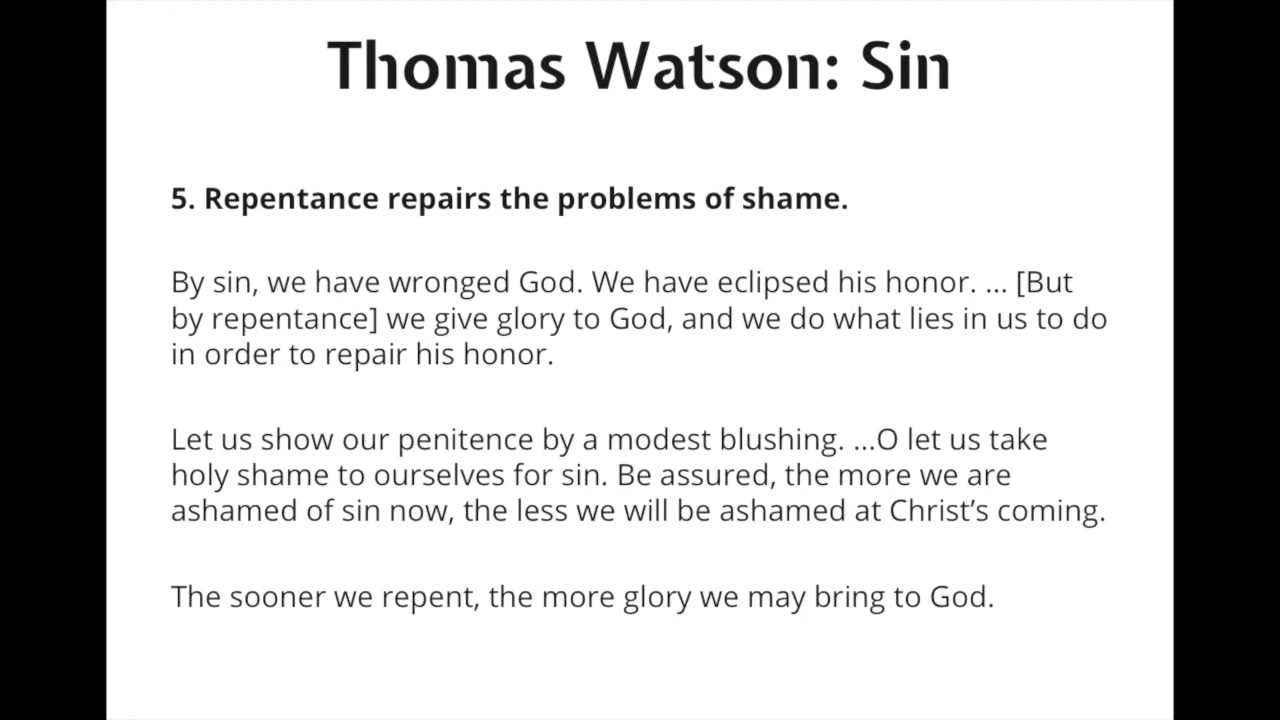 Thomas Watson: Sin
5. Repentance repairs the problems of shame.
By sin, we have wronged God. We have eclipsed his honor. ... [But
by repentance] we give glory to God, and we do what lies in us to do
in order to repair his honor.
Let us show our penitence by a modest blushing. ...O let us take
holy shame to ourselves for sin. Be assured, the more we are
ashamed of sin now, the less we will be ashamed at Christ’s coming.
The sooner we repent, the more glory we may bring to God.